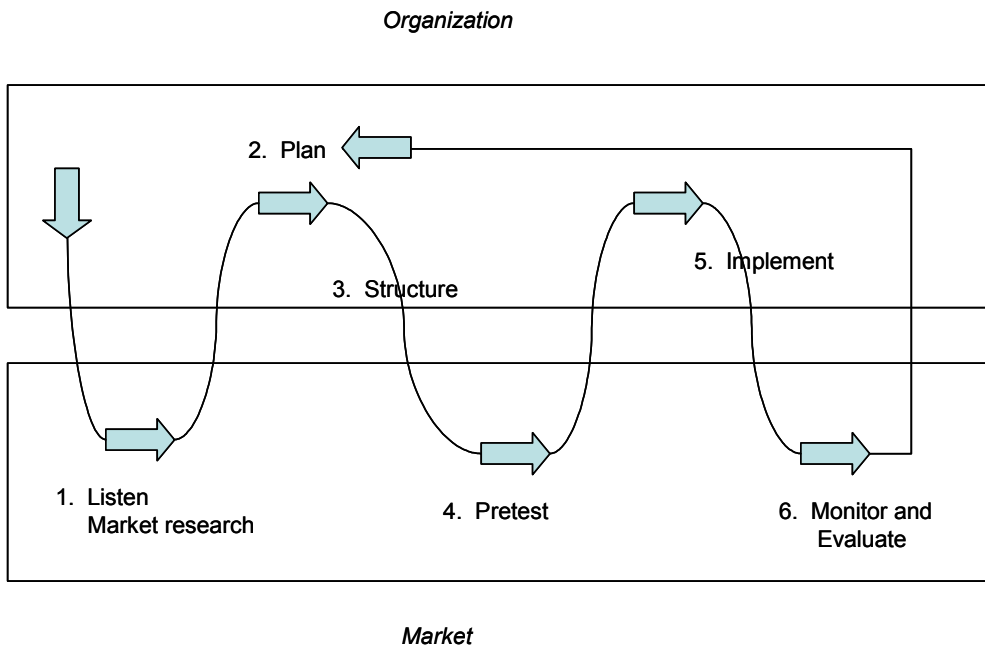 Organization
2. Plan
5. Implement
3. Structure
1. Listen
Market research
4. Pretest
6. Monitor and
Evaluate
Market